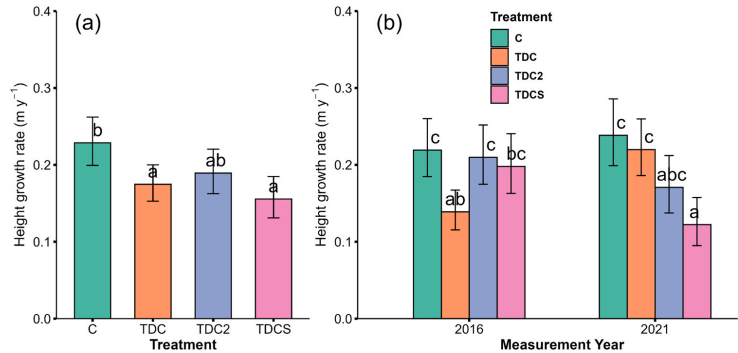 (a)
Height growth rate (m y⁻¹)
0.4
0.3
0.2
0.1
0.0
b
a
ab
a
C
TDC
TDC2
TDCS
Treatment
(b)
Treatment
C
TDC
TDC2
TDCS
Height growth rate (m y⁻¹)
0.4
0.3
0.2
0.1
0.0
c
ab
c
bc
c
c
abc
a
2016
2021
Measurement Year